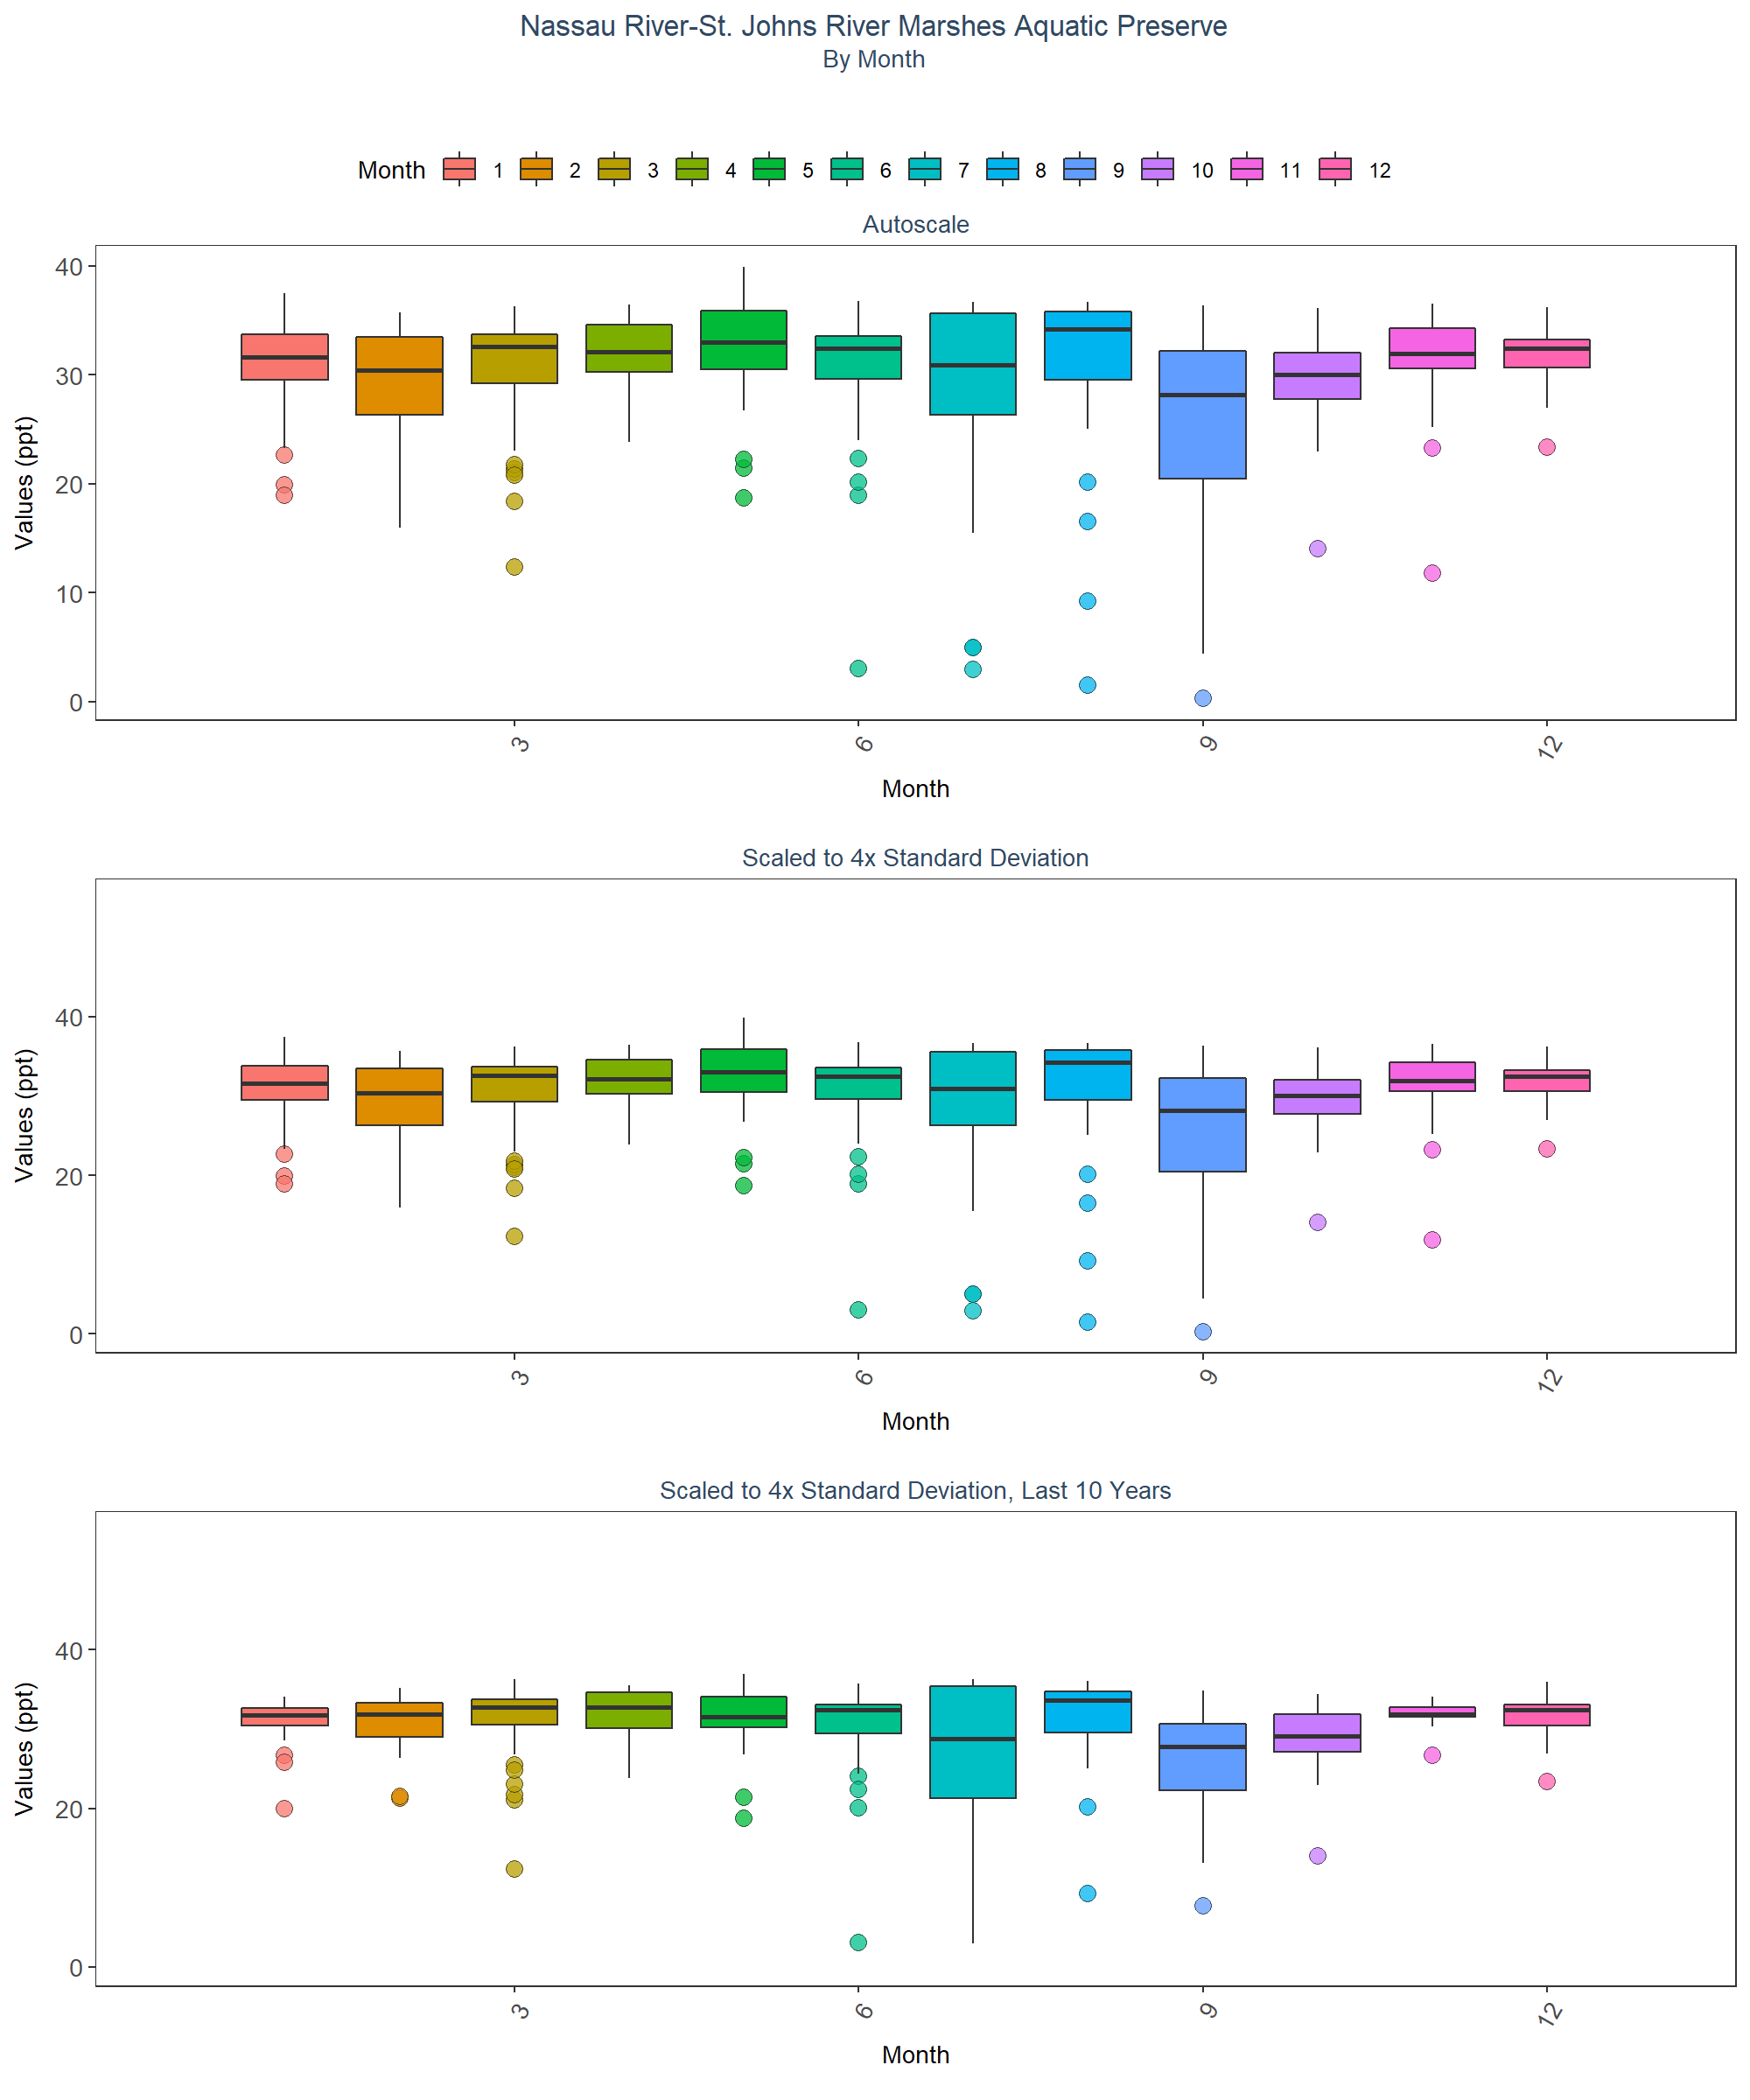 Nassau River-St. Johns River Marshes Aquatic Preserve
By Month
Month 1 2 3 4 5 6 7 8 9 10 11 12
Autoscale
Values (ppt)
40
30
20
10
0
3 6 9 12
Month
Scaled to 4x Standard Deviation
Values (ppt)
40
20
0
3 6 9 12
Month
Scaled to 4x Standard Deviation, Last 10 Years
Values (ppt)
40
20
0
3 6 9 12
Month